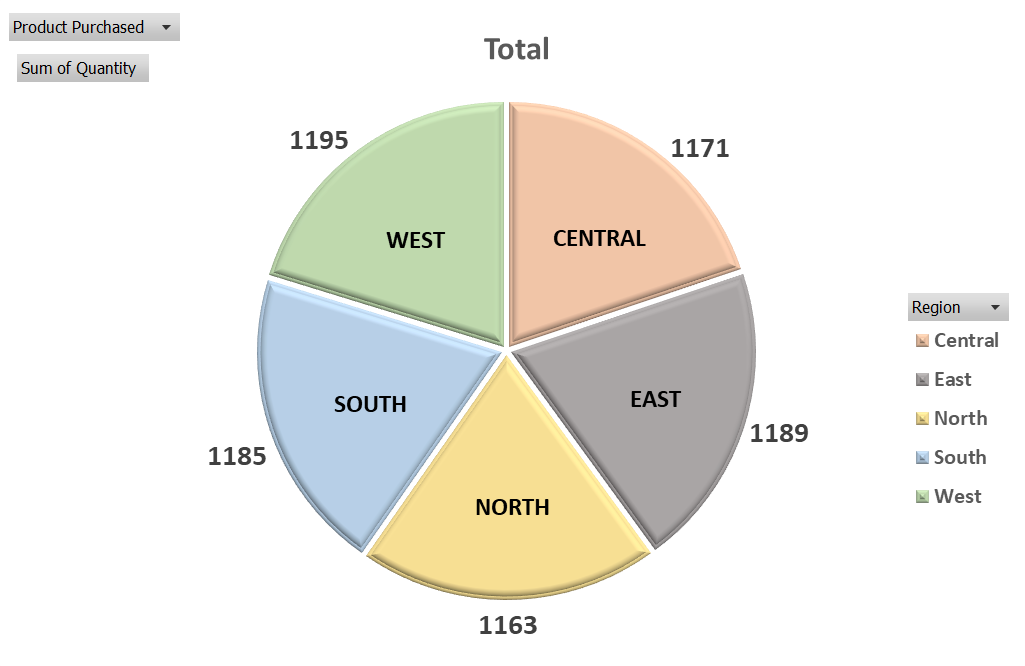 Product Purchased
Sum of Quantity
Total
1195
1171
WEST
CENTRAL
Region
Central
East
North
South
West
SOUTH
EAST
1185
1189
NORTH
1163